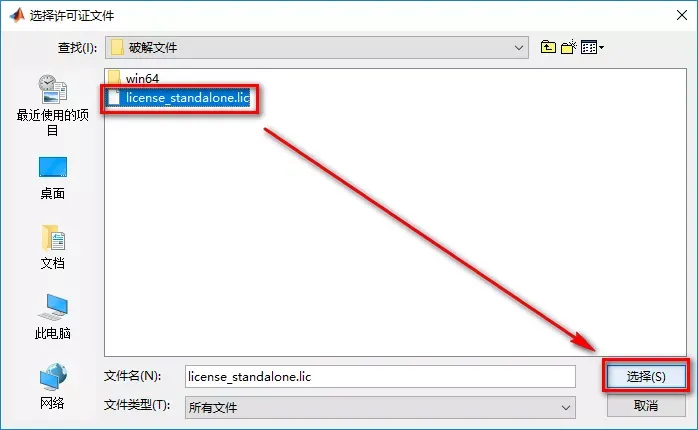 选择许可证文件
查找(I):
破解文件
win64
license_standalone.lic
最近使用的项
目
桌面
文档
此电脑
网络
文件名(N):
license_standalone.lic
选择(S)
文件类型(T):
所有文件
取消